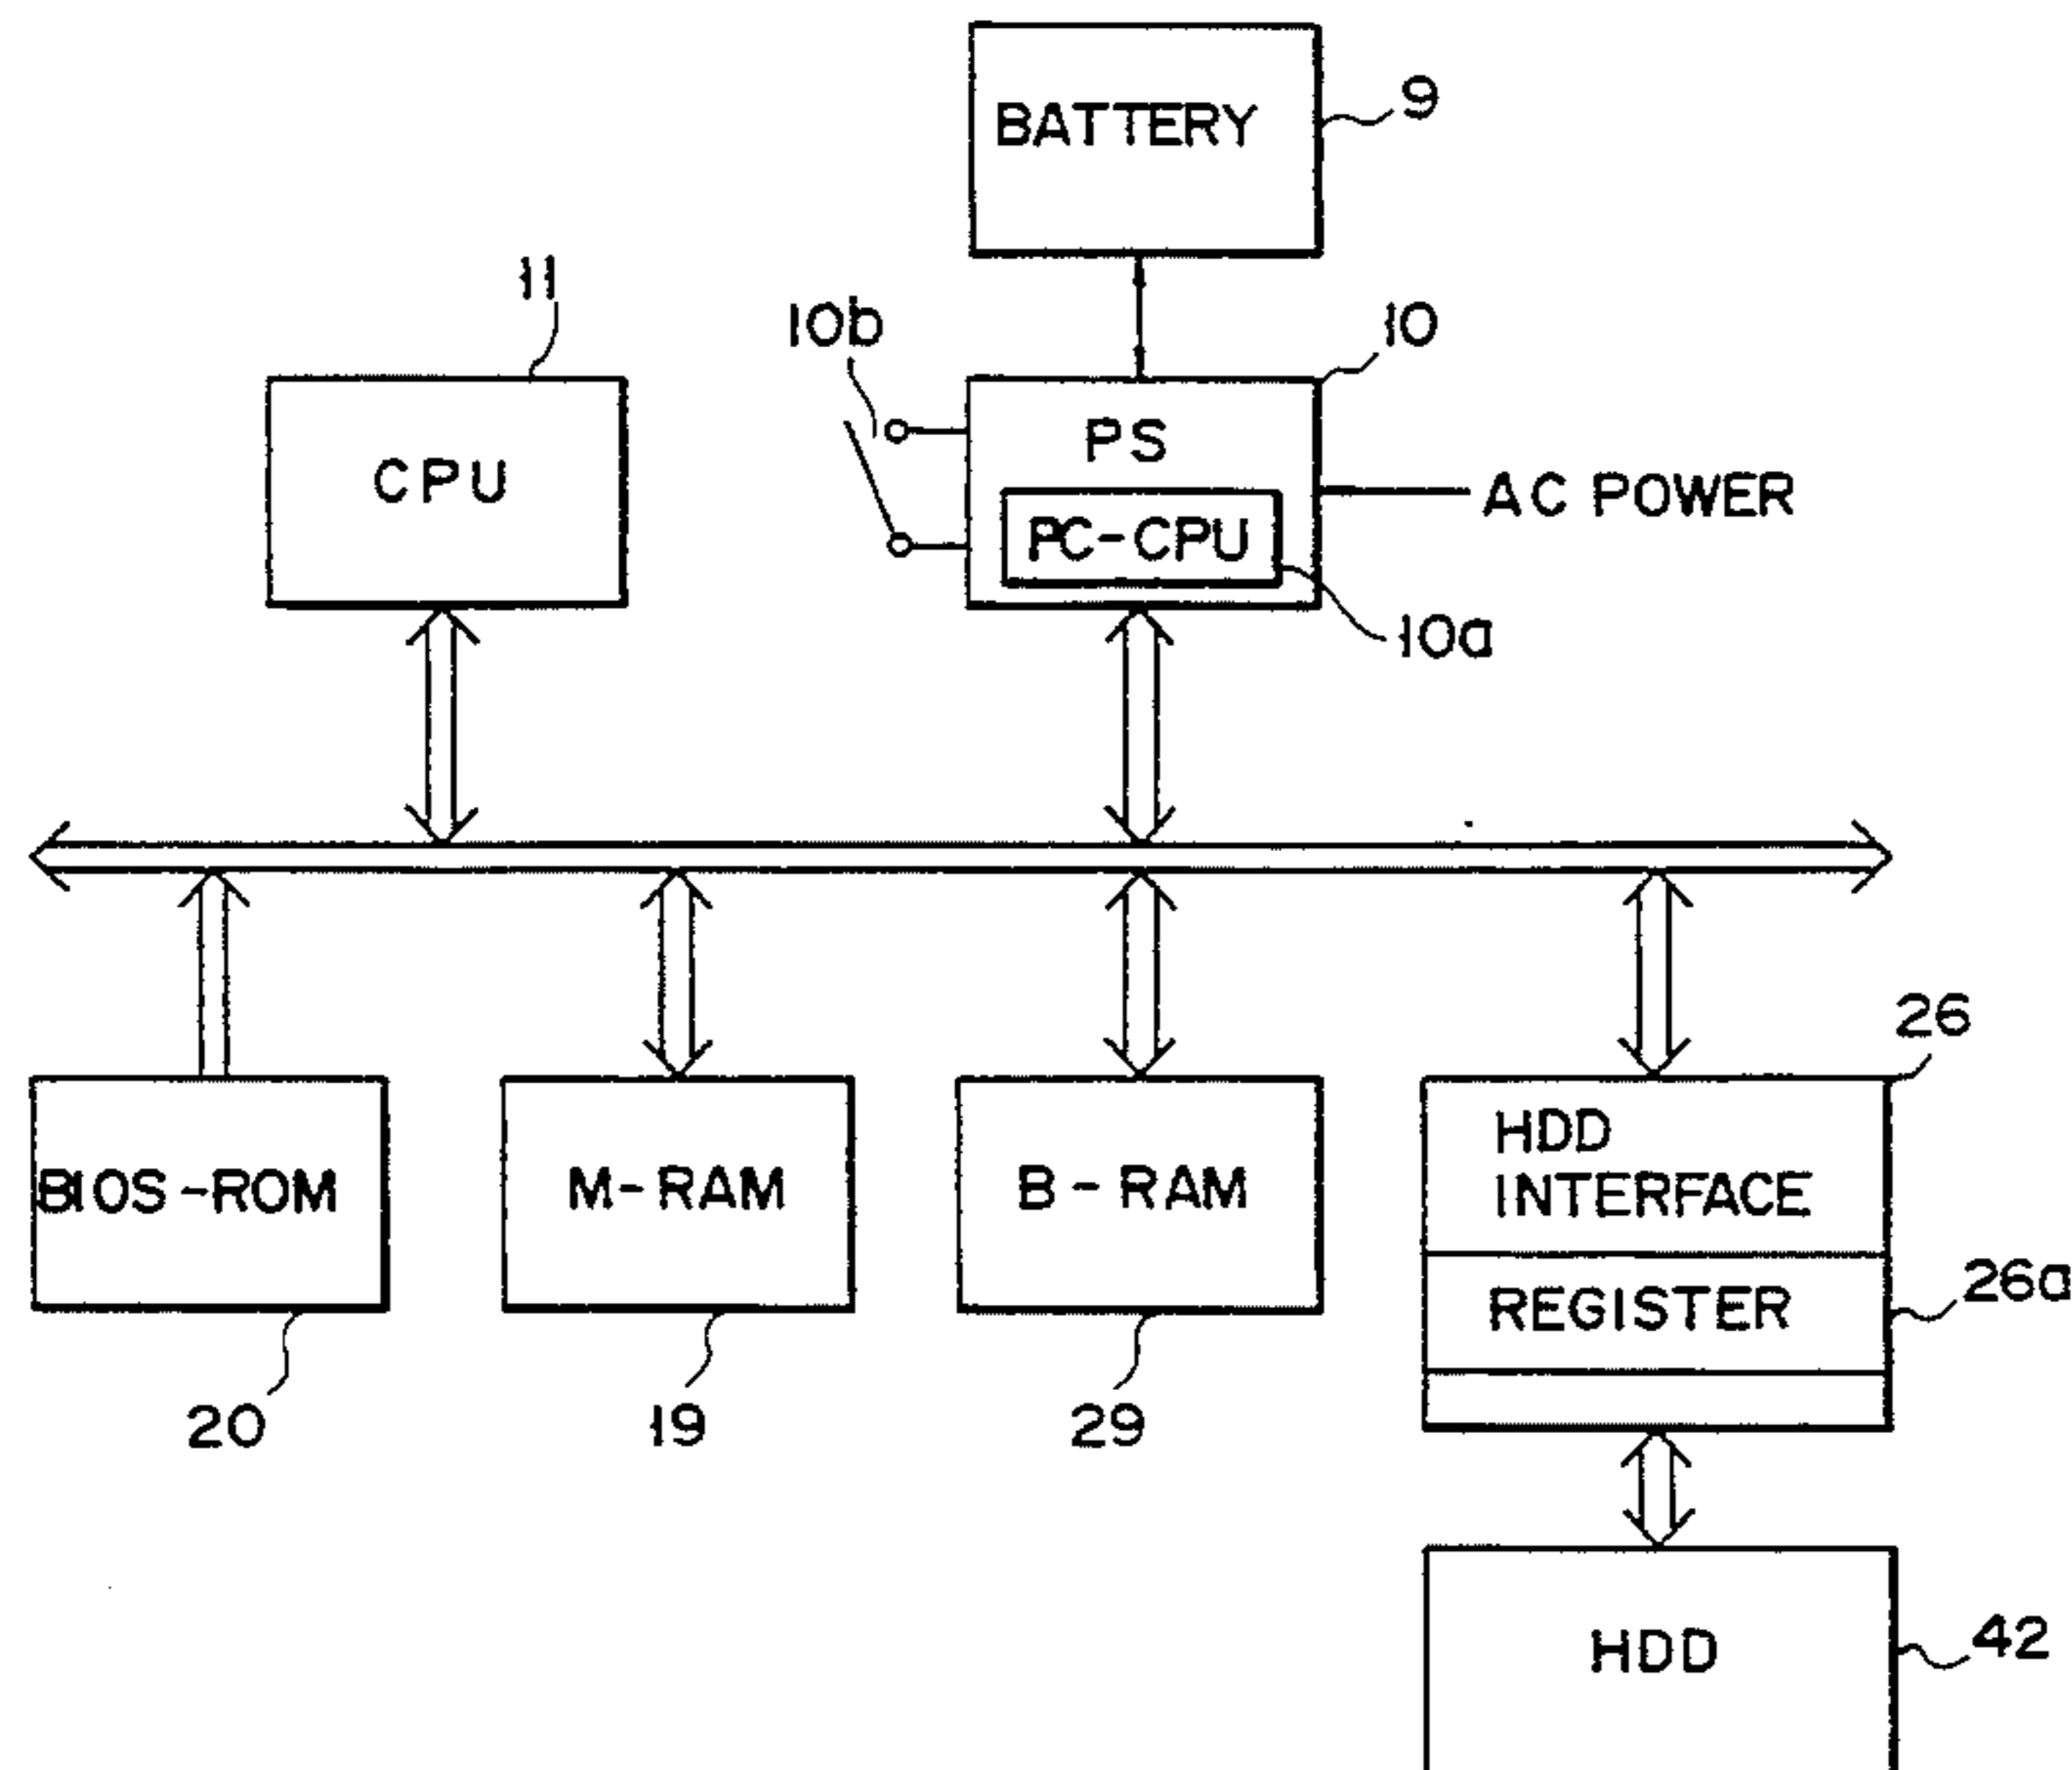 BATTERY
9
11
10b
10
CPU
PS
AC POWER
PC-CPU
10a
26
HDD
INTERFACE
BIOS-ROM
M-RAM
B-RAM
REGISTER
26a
20
19
29
HDD
42